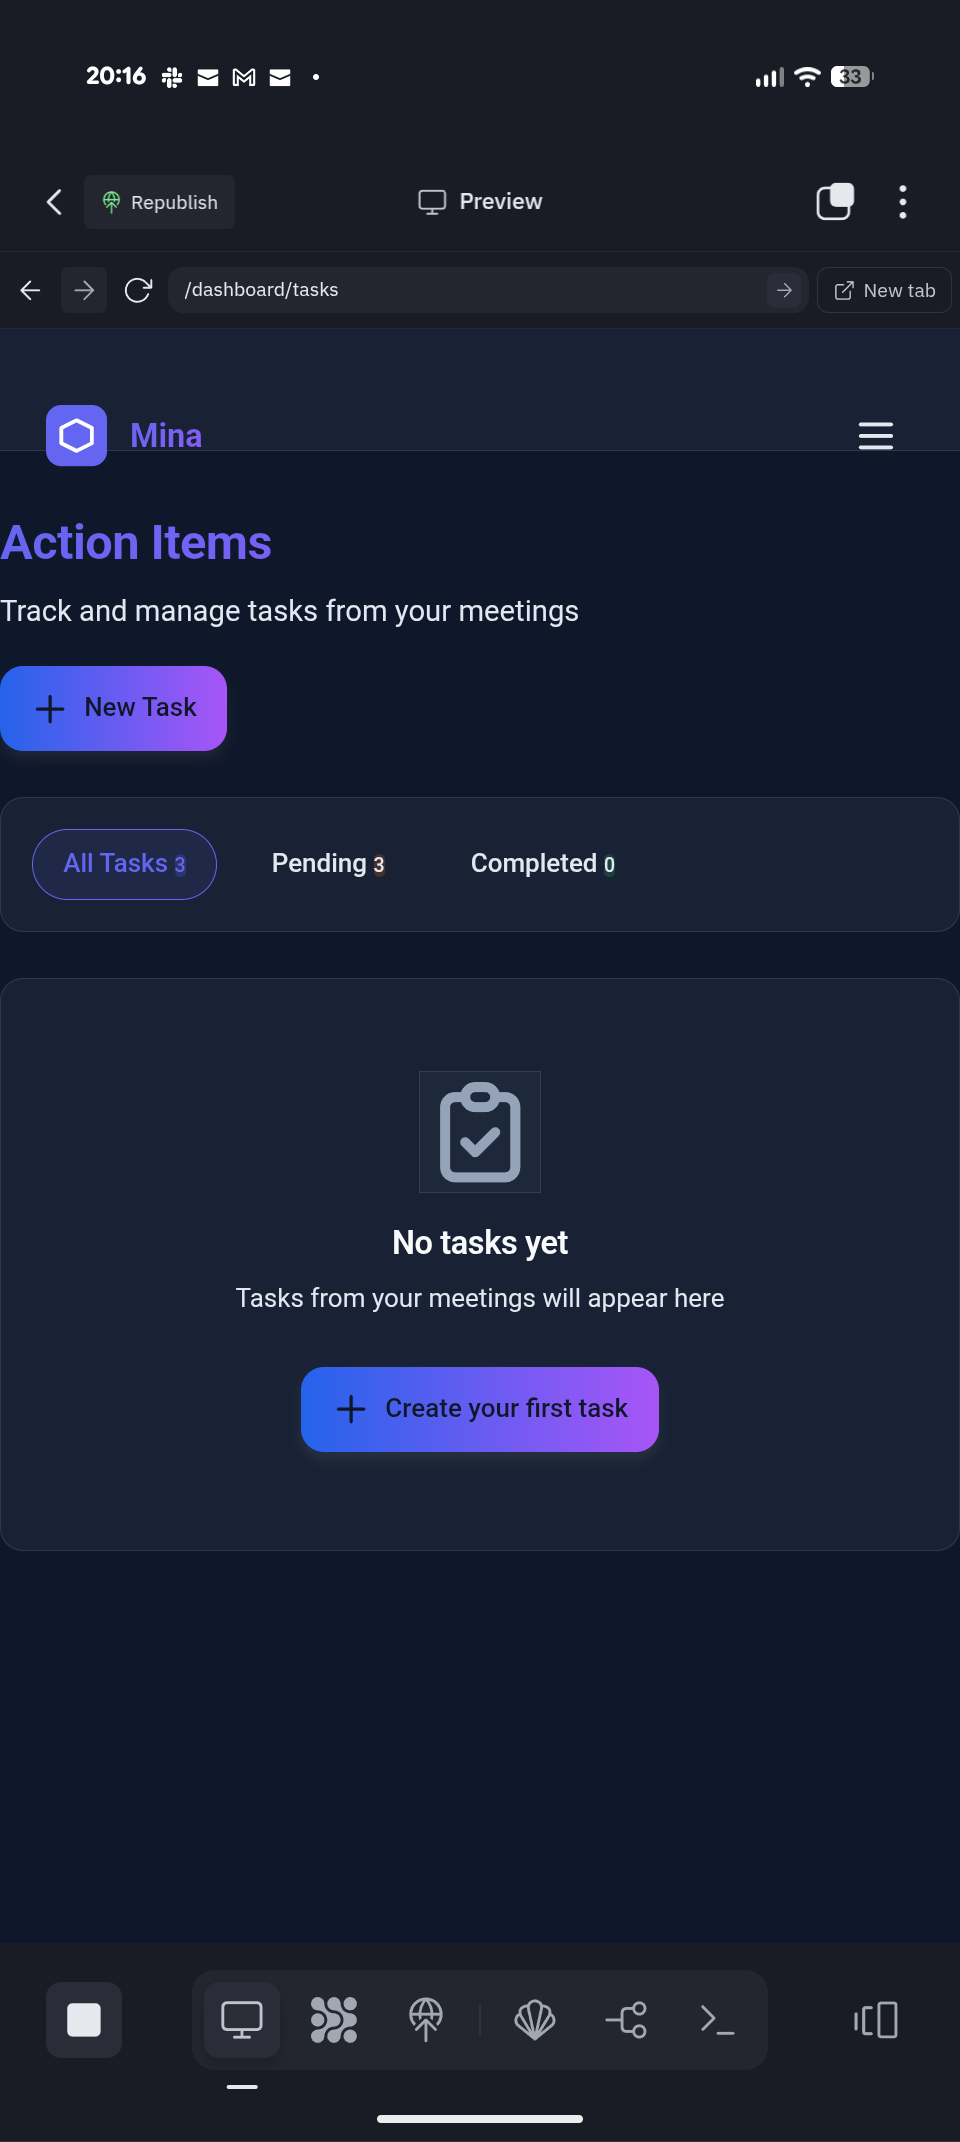 20:16
33
Republish
Preview
/dashboard/tasks
New tab
Mina
Action Items
Track and manage tasks from your meetings
New Task
All Tasks 3 Pending 3 Completed 0
No tasks yet
Tasks from your meetings will appear here
Create your first task